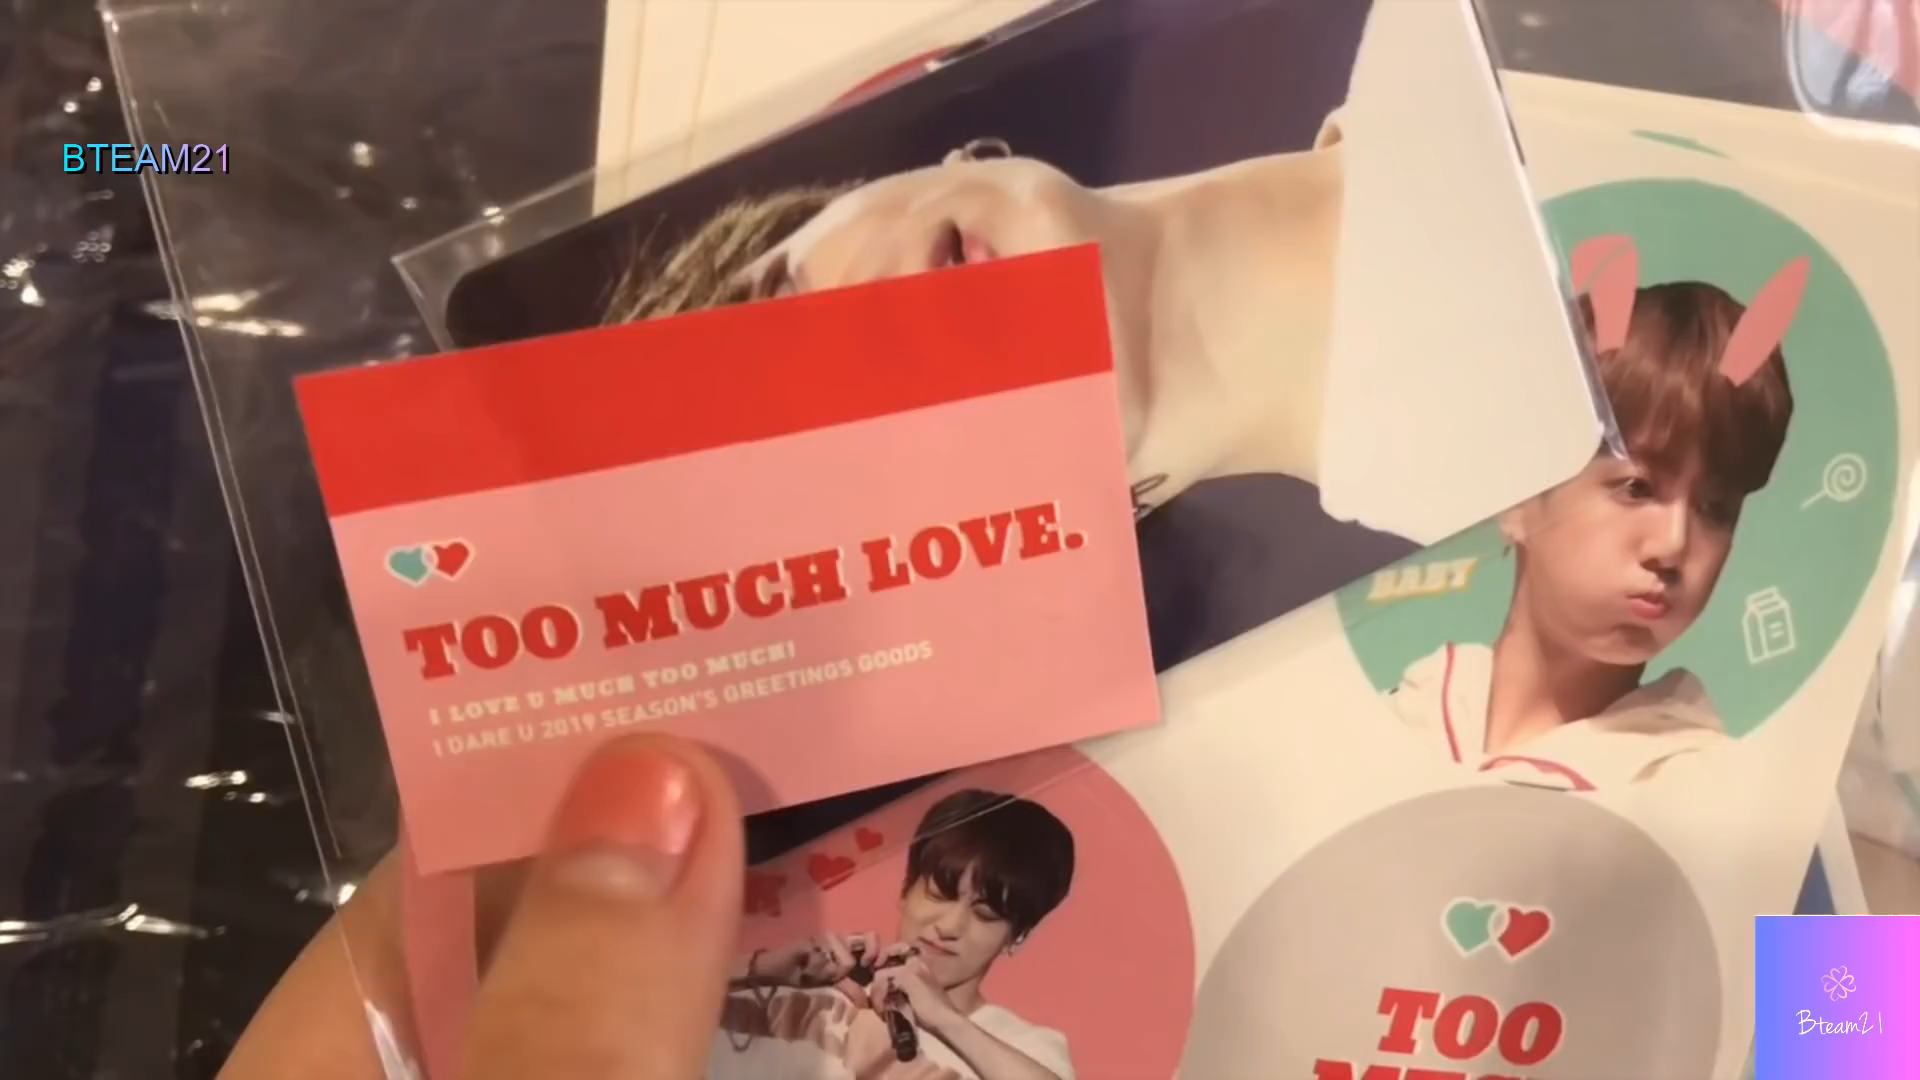 BTEAM21
TOO MUCH LOVE.
I LOVE U MUCH TOO MUCH!
I DARE U 2019 SEASON'S GREETINGS GOODS
BABY
TOO
Bteam21